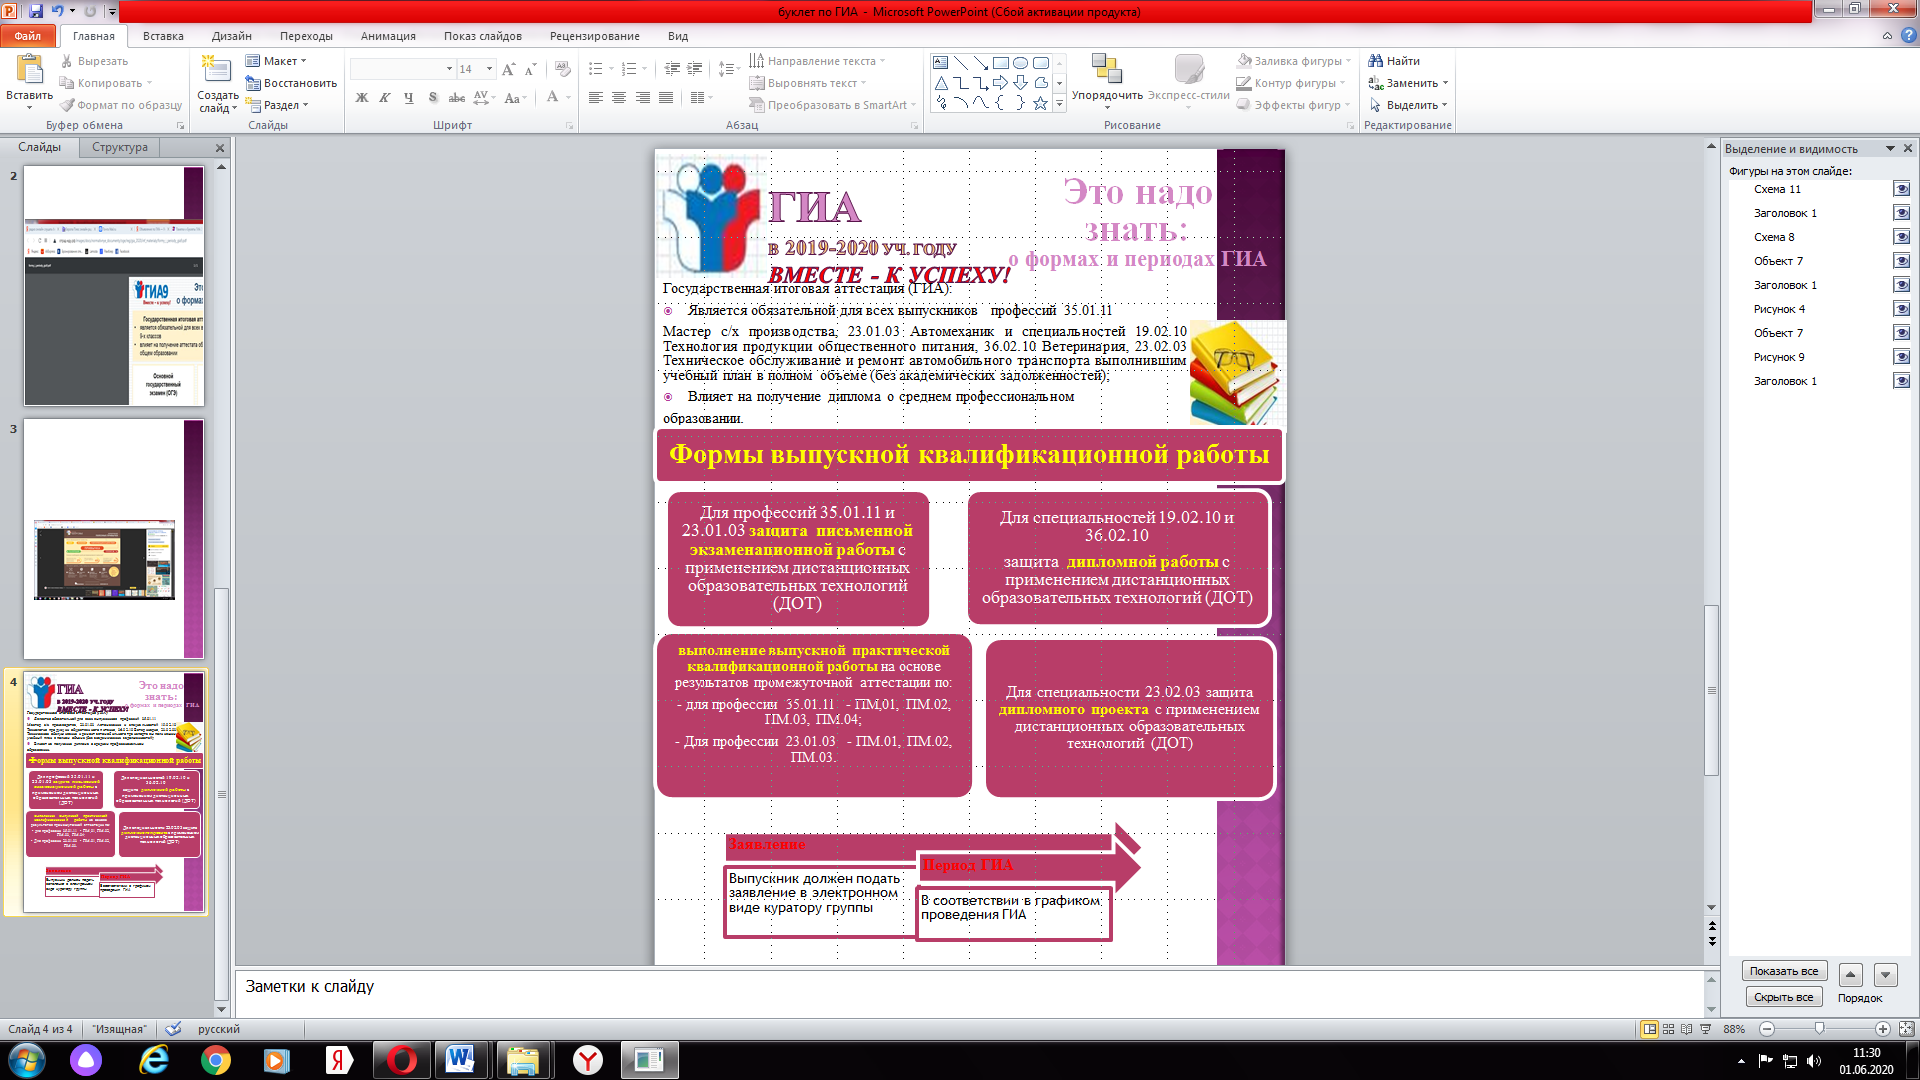 буклет по ГИА - Microsoft PowerPoint (Сбой активации продукта)
Файл Главная Вставка Дизайн Переходы Анимация Показ слайдов Рецензирование Вид
Вставить
Вырезать
Копировать
Формат по образцу
Буфер обмена
Создать слайд
Макет
Восстановить
Раздел
Слайды
14
Ж К Ч S abc AV Aa A
Шрифт
Направление текста
Выровнять текст
Преобразовать в SmartArt
Абзац
Упорядочить
Экспресс-стили
Заливка фигуры
Контур фигуры
Эффекты фигур
Рисование
Найти
Заменить
Выделить
Редактирование
Слайды Структура
2
3
4
ГИА
в 2019-2020 уч. году
ВМЕСТЕ - К УСПЕХУ!
Это надо
знать:
о формах и периодах ГИА
Государственная итоговая аттестация (ГИА):
Является обязательной для всех выпускников профессий 35.01.11
Мастер с/х производства, 23.01.03 Автомеханик и специальностей 19.02.10
Технология продукции общественного питания, 36.02.10 Ветеринария, 23.02.03
Техническое обслуживание и ремонт автомобильного транспорта выполнившим
учебный план в полном объеме (без академических задолженностей);
Влияет на получение диплома о среднем профессиональном
образовании.
Формы выпускной квалификационной работы
Для профессий 35.01.11 и
23.01.03 защита письменной
экзаменационной работы с
применением дистанционных
образовательных технологий
(ДОТ)
Для специальностей 19.02.10 и
36.02.10
защита дипломной работы с
применением дистанционных
образовательных технологий (ДОТ)
выполнение выпускной практической
квалификационной работы на основе
результатов промежуточной аттестации по:
- для профессии 35.01.11 - ПМ,01, ПМ.02,
ПМ.03, ПМ.04;
- Для профессии 23.01.03 - ПМ.01, ПМ.02,
ПМ.03.
Для специальности 23.02.03 защита
дипломного проекта с применением
дистанционных образовательных
технологий (ДОТ)
Заявление
Выпускник должен подать
заявление в электронном
виде куратору группы
Период ГИА
В соответствии в графиком
проведения ГИА
Выделение и видимость
Фигуры на этом слайде:
Схема 11
Заголовок 1
Схема 8
Объект 7
Заголовок 1
Рисунок 4
Объект 7
Рисунок 9
Заголовок 1
Показать все
Скрыть все
Порядок
Заметки к слайду
Слайд 4 из 4 "Изящная" русский
88%
11:30
01.06.2020